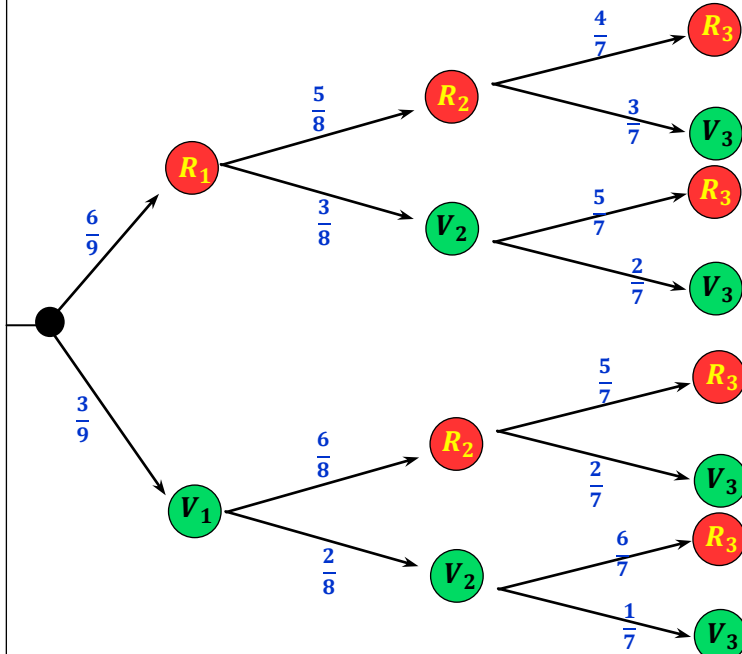 4/7
R₃
5/8
R₂
3/7
V₃
R₁
5/7
R₃
6/9
3/8
V₂
2/7
V₃
3/9
5/7
R₃
6/8
R₂
2/7
V₃
V₁
6/7
R₃
2/8
V₂
1/7
V₃